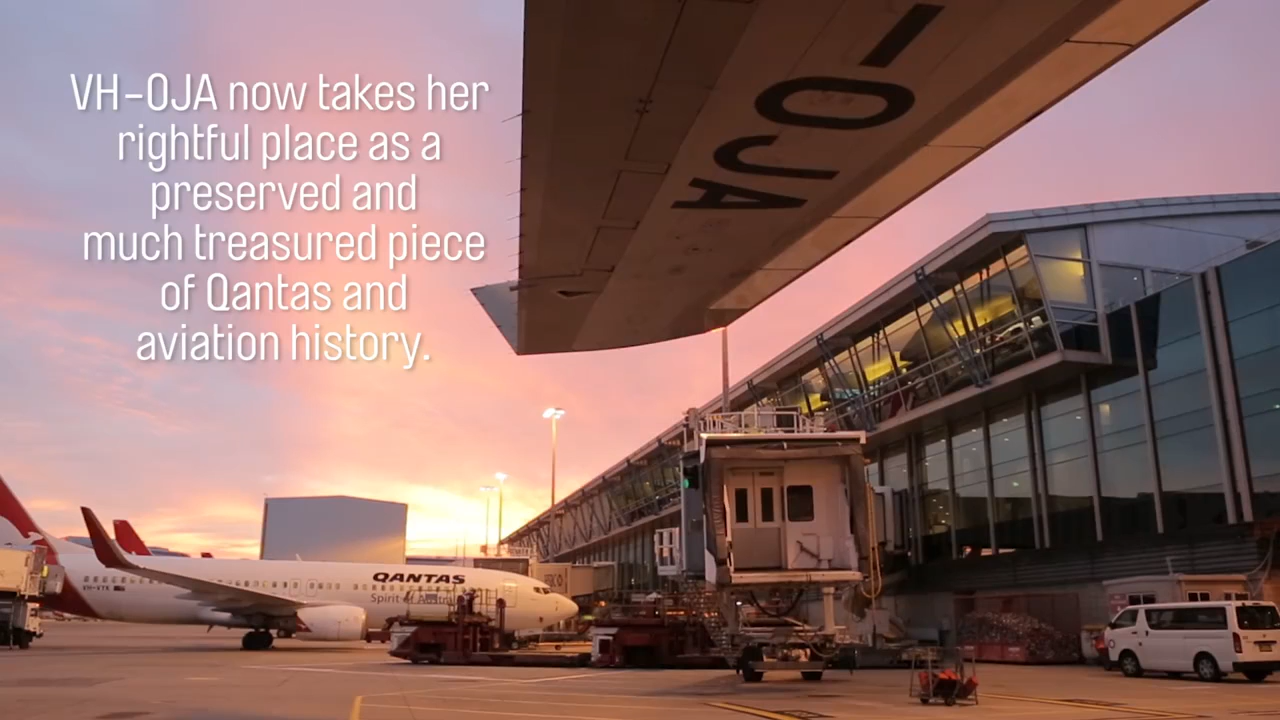 VH-OJA now takes her
rightful place as a
preserved and
much treasured piece
of Qantas and
aviation history.
-OJA
QANTAS
Spirit of Australia